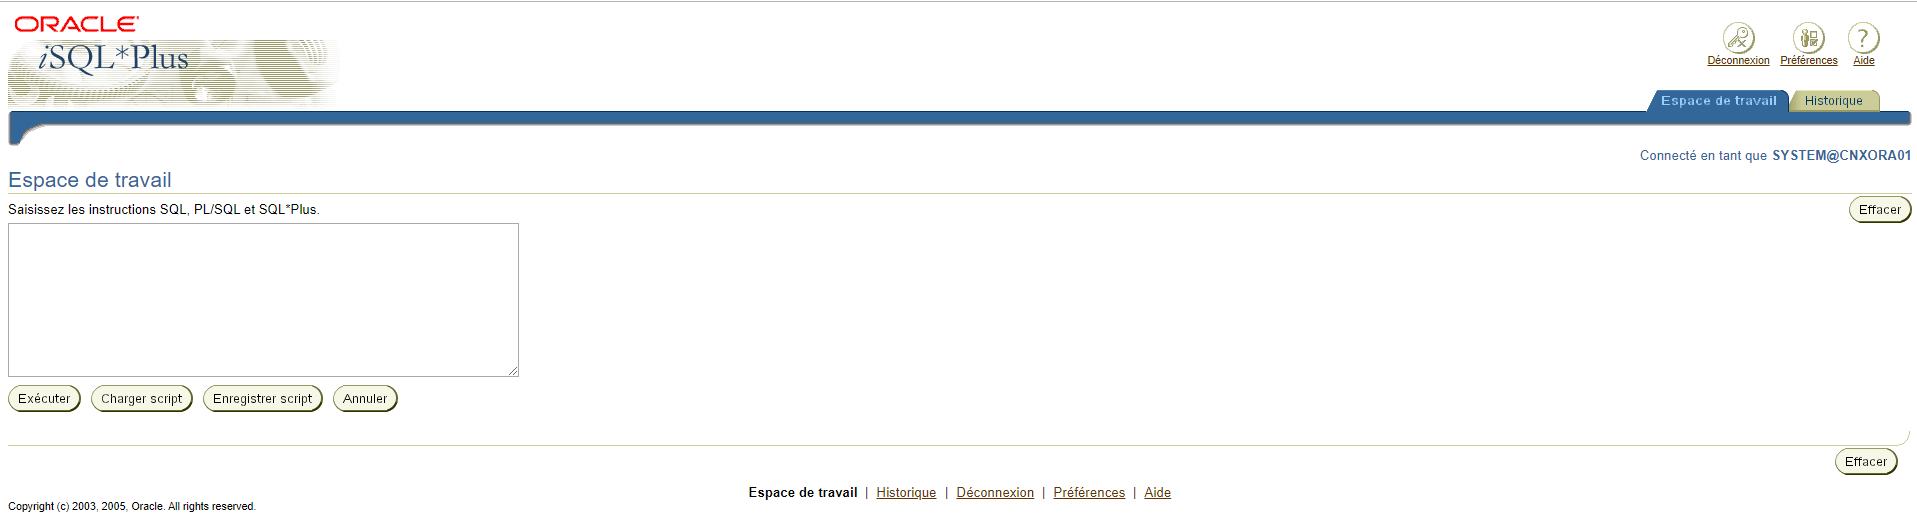 ORACLE
iSQL*Plus
Déconnexion Préférences Aide
Espace de travail Historique
Connecté en tant que SYSTEM@CNXORA01
Espace de travail
Saisissez les instructions SQL, PL/SQL et SQL*Plus.
Effacer
Exécuter Charger script Enregistrer script Annuler
Effacer
Espace de travail | Historique | Déconnexion | Préférences | Aide
Copyright (c) 2003, 2005, Oracle. All rights reserved.